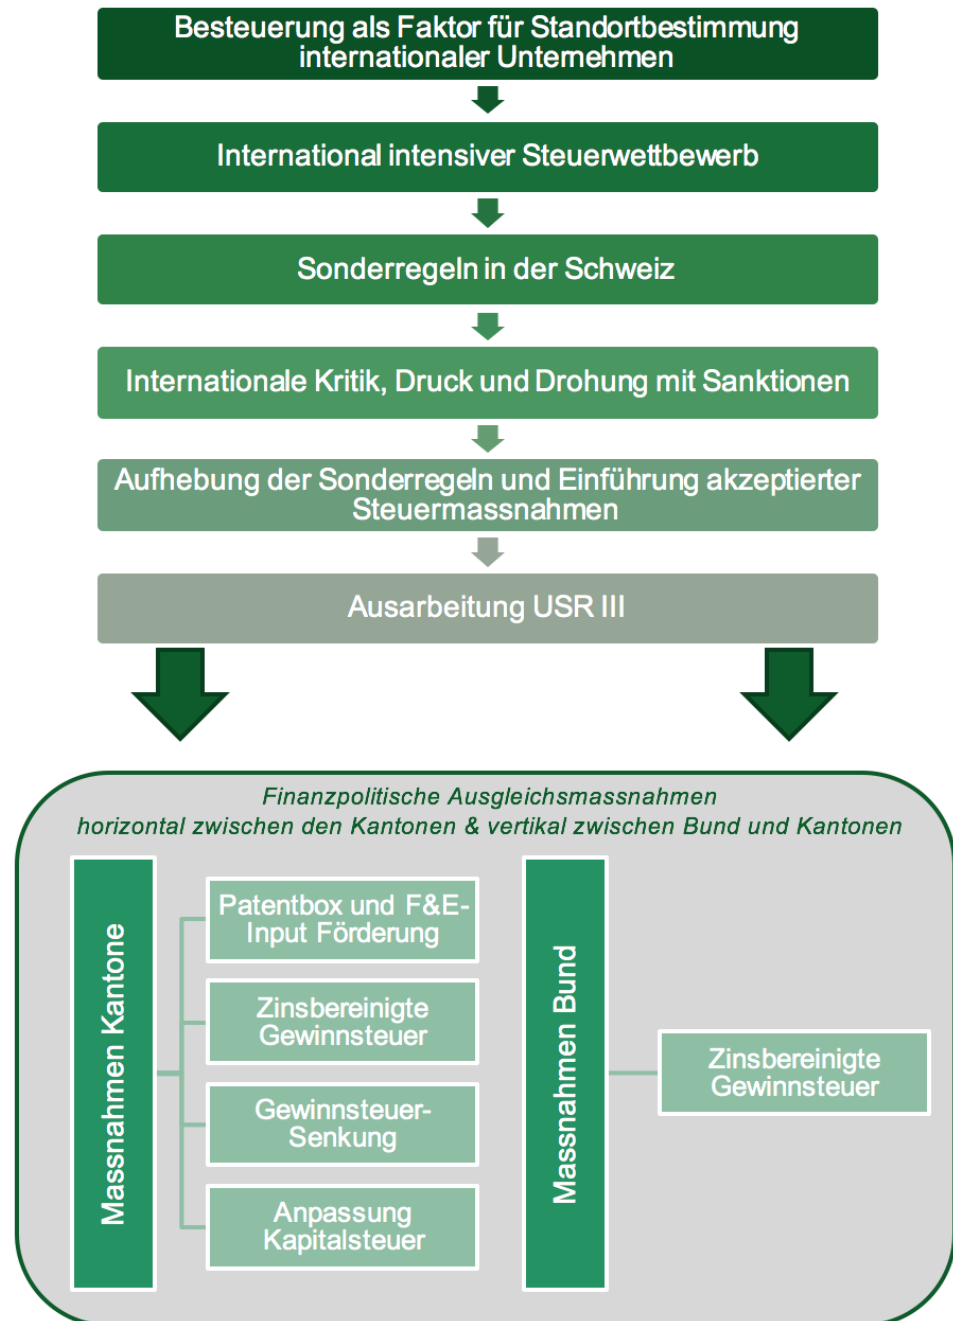 Besteuerung als Faktor für Standortbestimmung
internationaler Unternehmen
International intensiver Steuerwettbewerb
Sonderregeln in der Schweiz
Internationale Kritik, Druck und Drohung mit Sanktionen
Aufhebung der Sonderregeln und Einführung akzeptierter
Steuermassnahmen
Ausarbeitung USR III
Finanzpolitische Ausgleichsmassnahmen
horizontal zwischen den Kantonen & vertikal zwischen Bund und Kantonen
Massnahmen Kantone
Patentbox und F&E-
Input Förderung
Zinsbereinigte
Gewinnsteuer
Gewinnsteuer-
Senkung
Anpassung
Kapitalsteuer
Massnahmen Bund
Zinsbereinigte
Gewinnsteuer